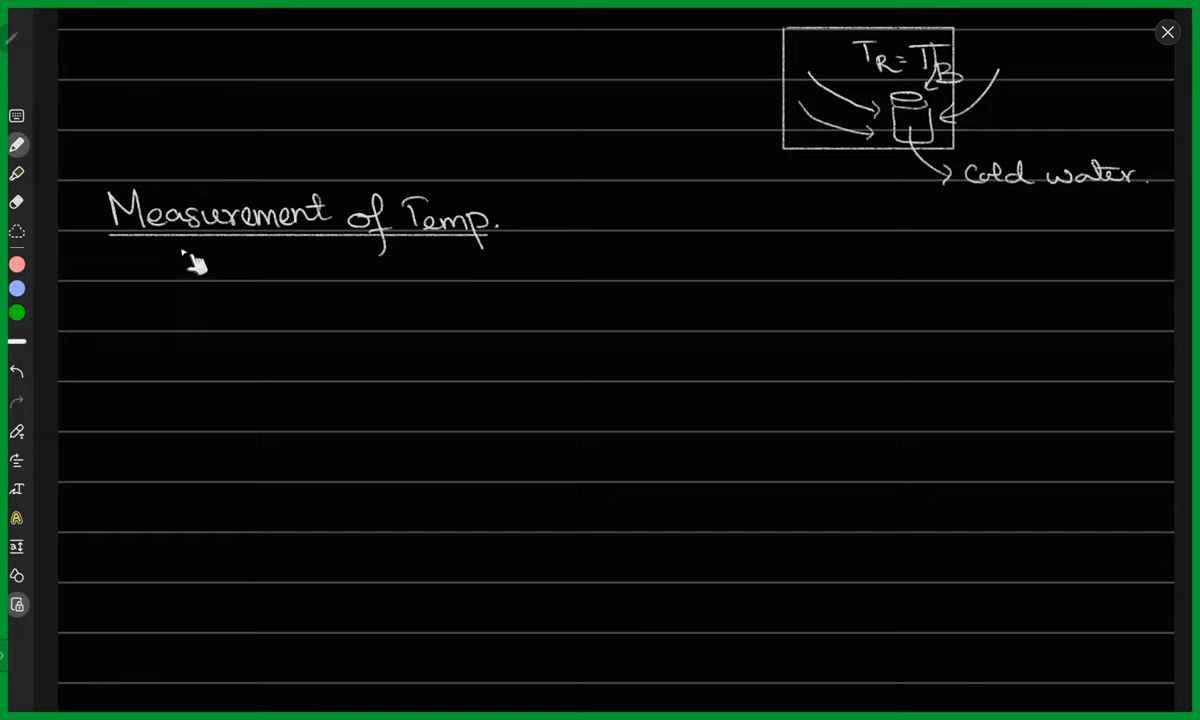 T_R = T_B
cold water.
Measurement of Temp.